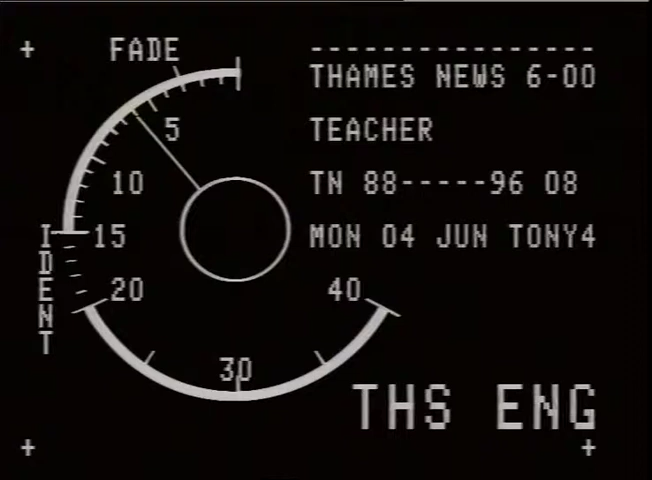 FADE
----------------
THAMES NEWS 6-00
TEACHER
TN 88-----96 08
MON 04 JUN TONY4
5
10
15
20
30
40
IDENT
THS ENG